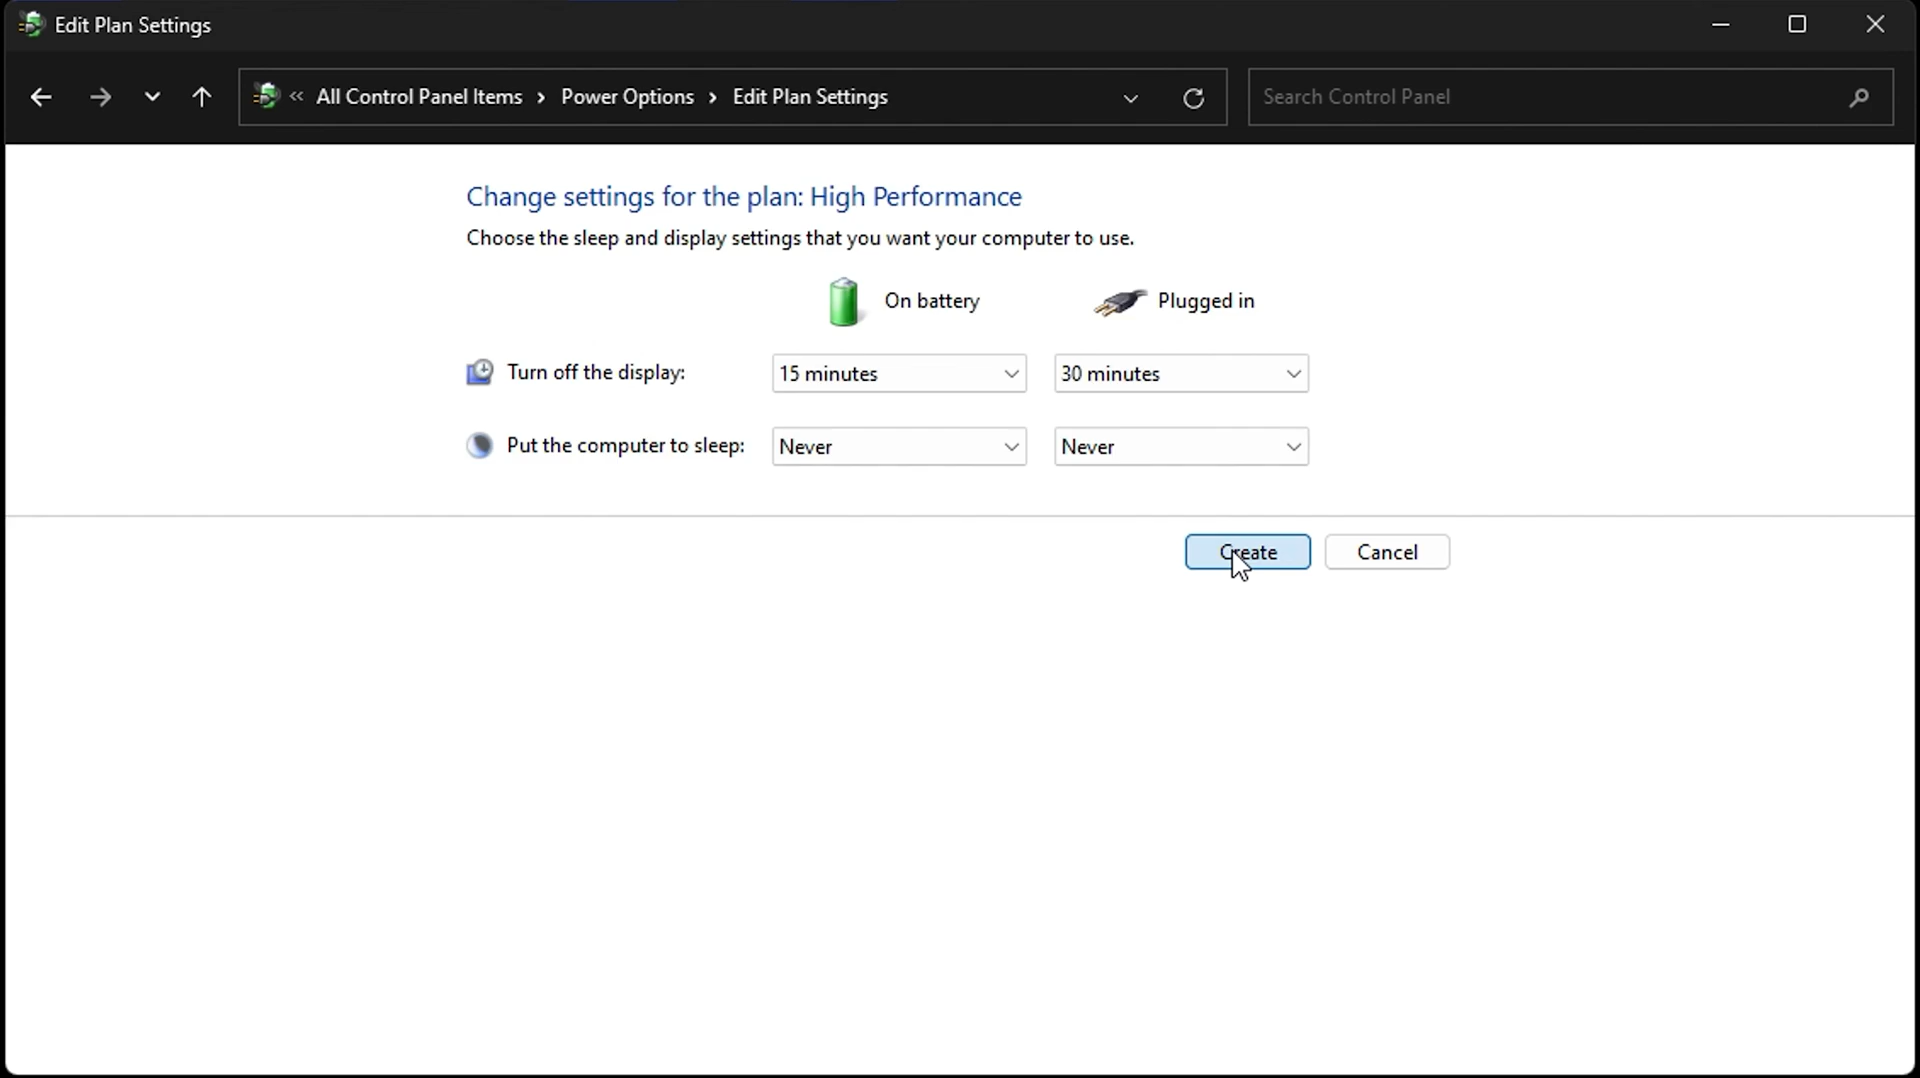 Edit Plan Settings
« All Control Panel Items › Power Options › Edit Plan Settings
Search Control Panel
Change settings for the plan: High Performance
Choose the sleep and display settings that you want your computer to use.
On battery Plugged in
Turn off the display: 15 minutes 30 minutes
Put the computer to sleep: Never Never
Create Cancel